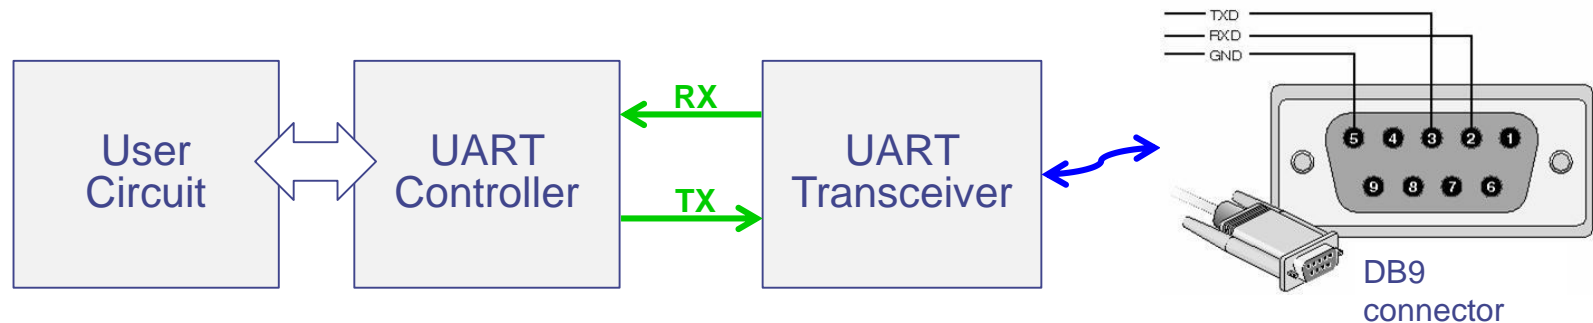 TXD
RXD
GND
User
Circuit
UART
Controller
RX
TX
UART
Transceiver
5 4 3 2 1
9 8 7 6
DB9
connector